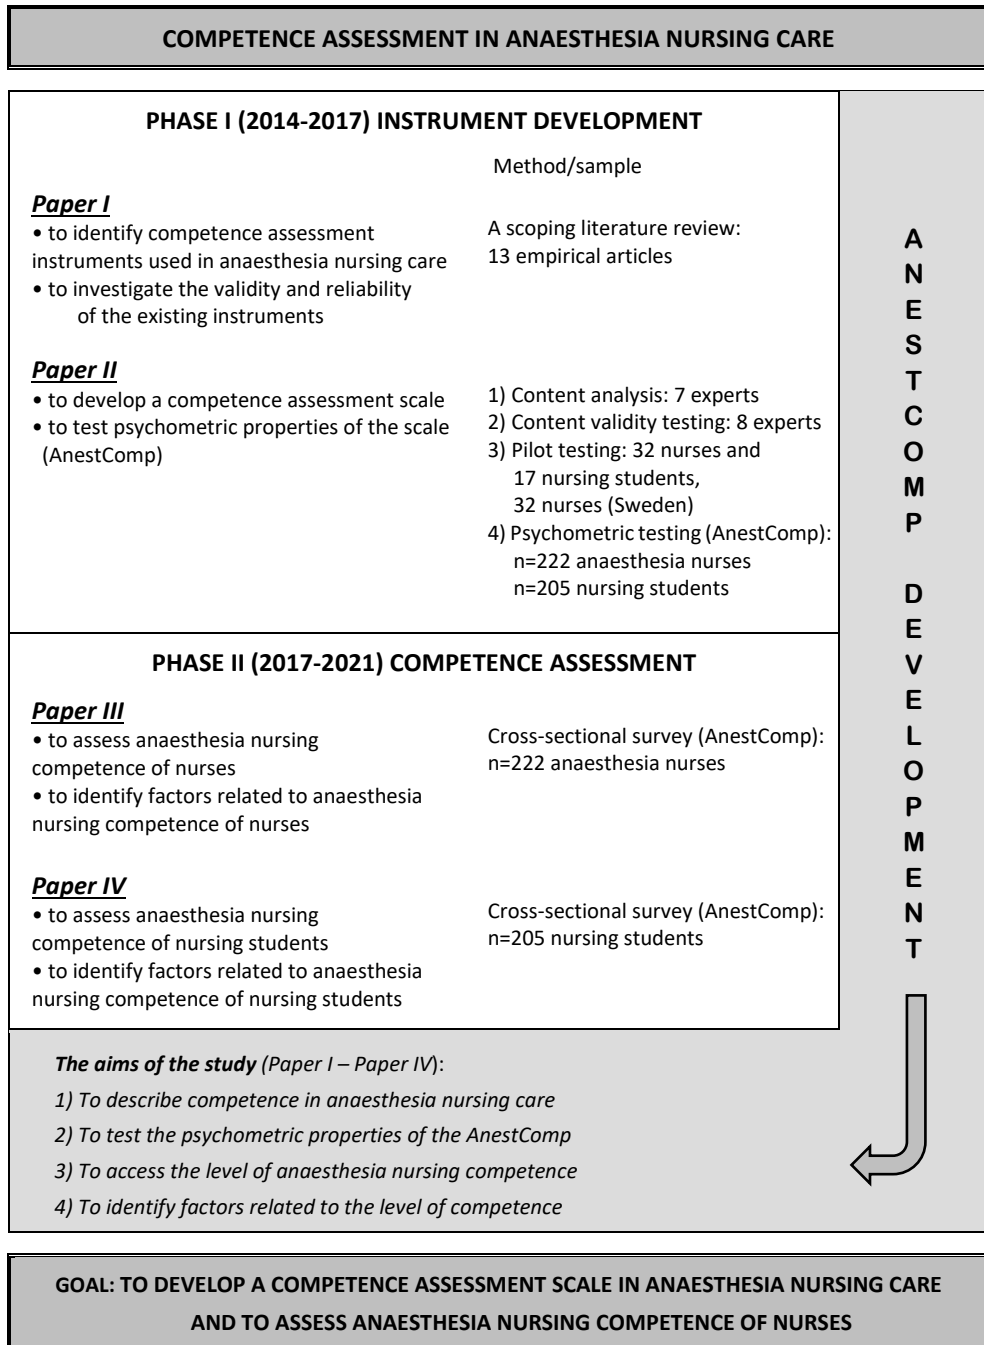 COMPETENCE ASSESSMENT IN ANAESTHESIA NURSING CARE
PHASE I (2014-2017) INSTRUMENT DEVELOPMENT
Method/sample
Paper I
• to identify competence assessment
instruments used in anaesthesia nursing care
• to investigate the validity and reliability
of the existing instruments
A scoping literature review:
13 empirical articles
Paper II
• to develop a competence assessment scale
• to test psychometric properties of the scale
(AnestComp)
1) Content analysis: 7 experts
2) Content validity testing: 8 experts
3) Pilot testing: 32 nurses and
17 nursing students,
32 nurses (Sweden)
4) Psychometric testing (AnestComp):
n=222 anaesthesia nurses
n=205 nursing students
PHASE II (2017-2021) COMPETENCE ASSESSMENT
Paper III
• to assess anaesthesia nursing
competence of nurses
• to identify factors related to anaesthesia
nursing competence of nurses
Cross-sectional survey (AnestComp):
n=222 anaesthesia nurses
Paper IV
• to assess anaesthesia nursing
competence of nursing students
• to identify factors related to anaesthesia
nursing competence of nursing students
Cross-sectional survey (AnestComp):
n=205 nursing students
ANESTCOMP DEVELOPMENT
The aims of the study (Paper I – Paper IV):
1) To describe competence in anaesthesia nursing care
2) To test the psychometric properties of the AnestComp
3) To access the level of anaesthesia nursing competence
4) To identify factors related to the level of competence
GOAL: TO DEVELOP A COMPETENCE ASSESSMENT SCALE IN ANAESTHESIA NURSING CARE
AND TO ASSESS ANAESTHESIA NURSING COMPETENCE OF NURSES